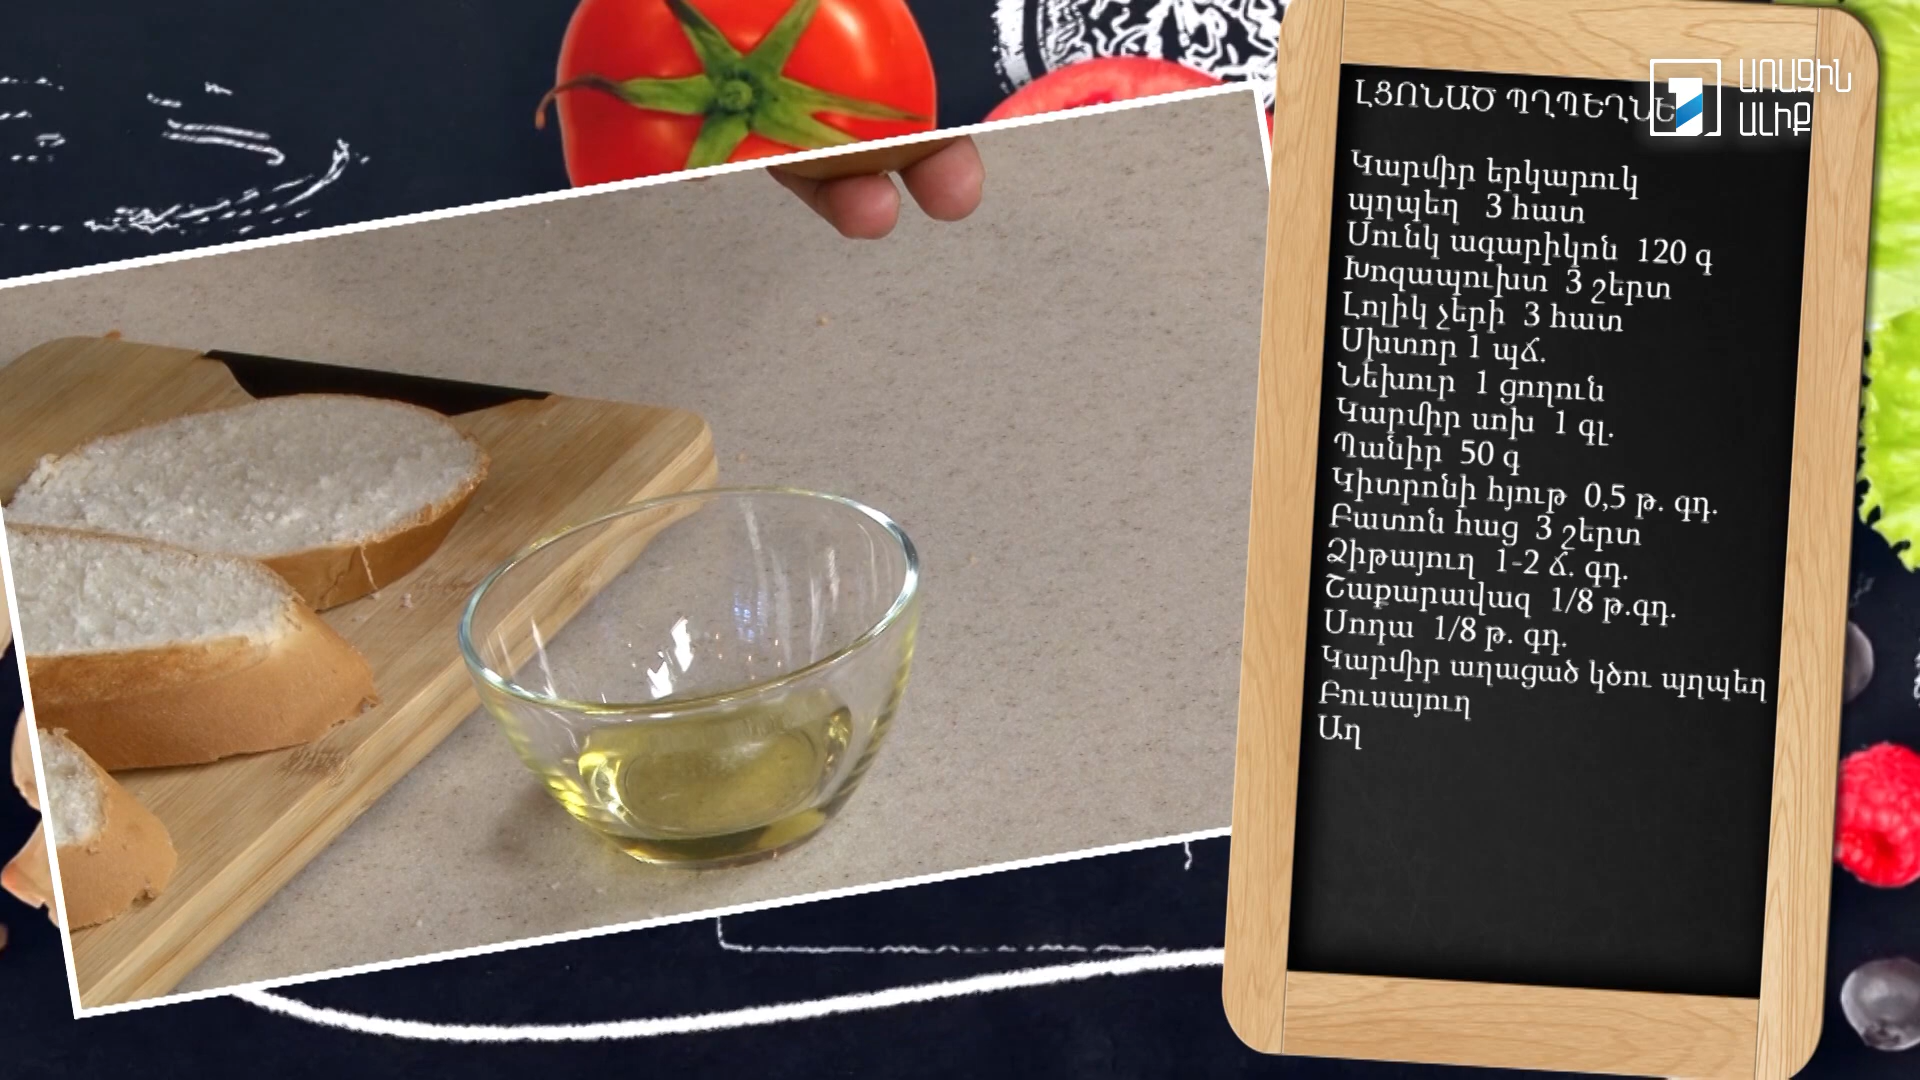 ԼՑՈՆԱԾ ՊՂՊԵՂՆԵ
ԱՌԱՋԻՆ
ԱԼԻՔ
Կարմիր երկարուկ
պղպեղ 3 հատ
Սունկ ագարիկոն 120 գ
Խոզապուխտ 3 շերտ
Լոլիկ չերի 3 հատ
Սխտոր 1 պճ.
Նեխուր 1 ցողուն
Կարմիր սոխ 1 գլ.
Պանիր 50 գ
Կիտրոնի հյութ 0,5 թ. գդ.
Բատոն հաց 3 շերտ
Ձիթայուղ 1-2 ճ. գդ.
Շաքարավազ 1/8 թ.գդ.
Սոդա 1/8 թ. գդ.
Կարմիր աղացած կծու պղպեղ
Բուսայուղ
Աղ